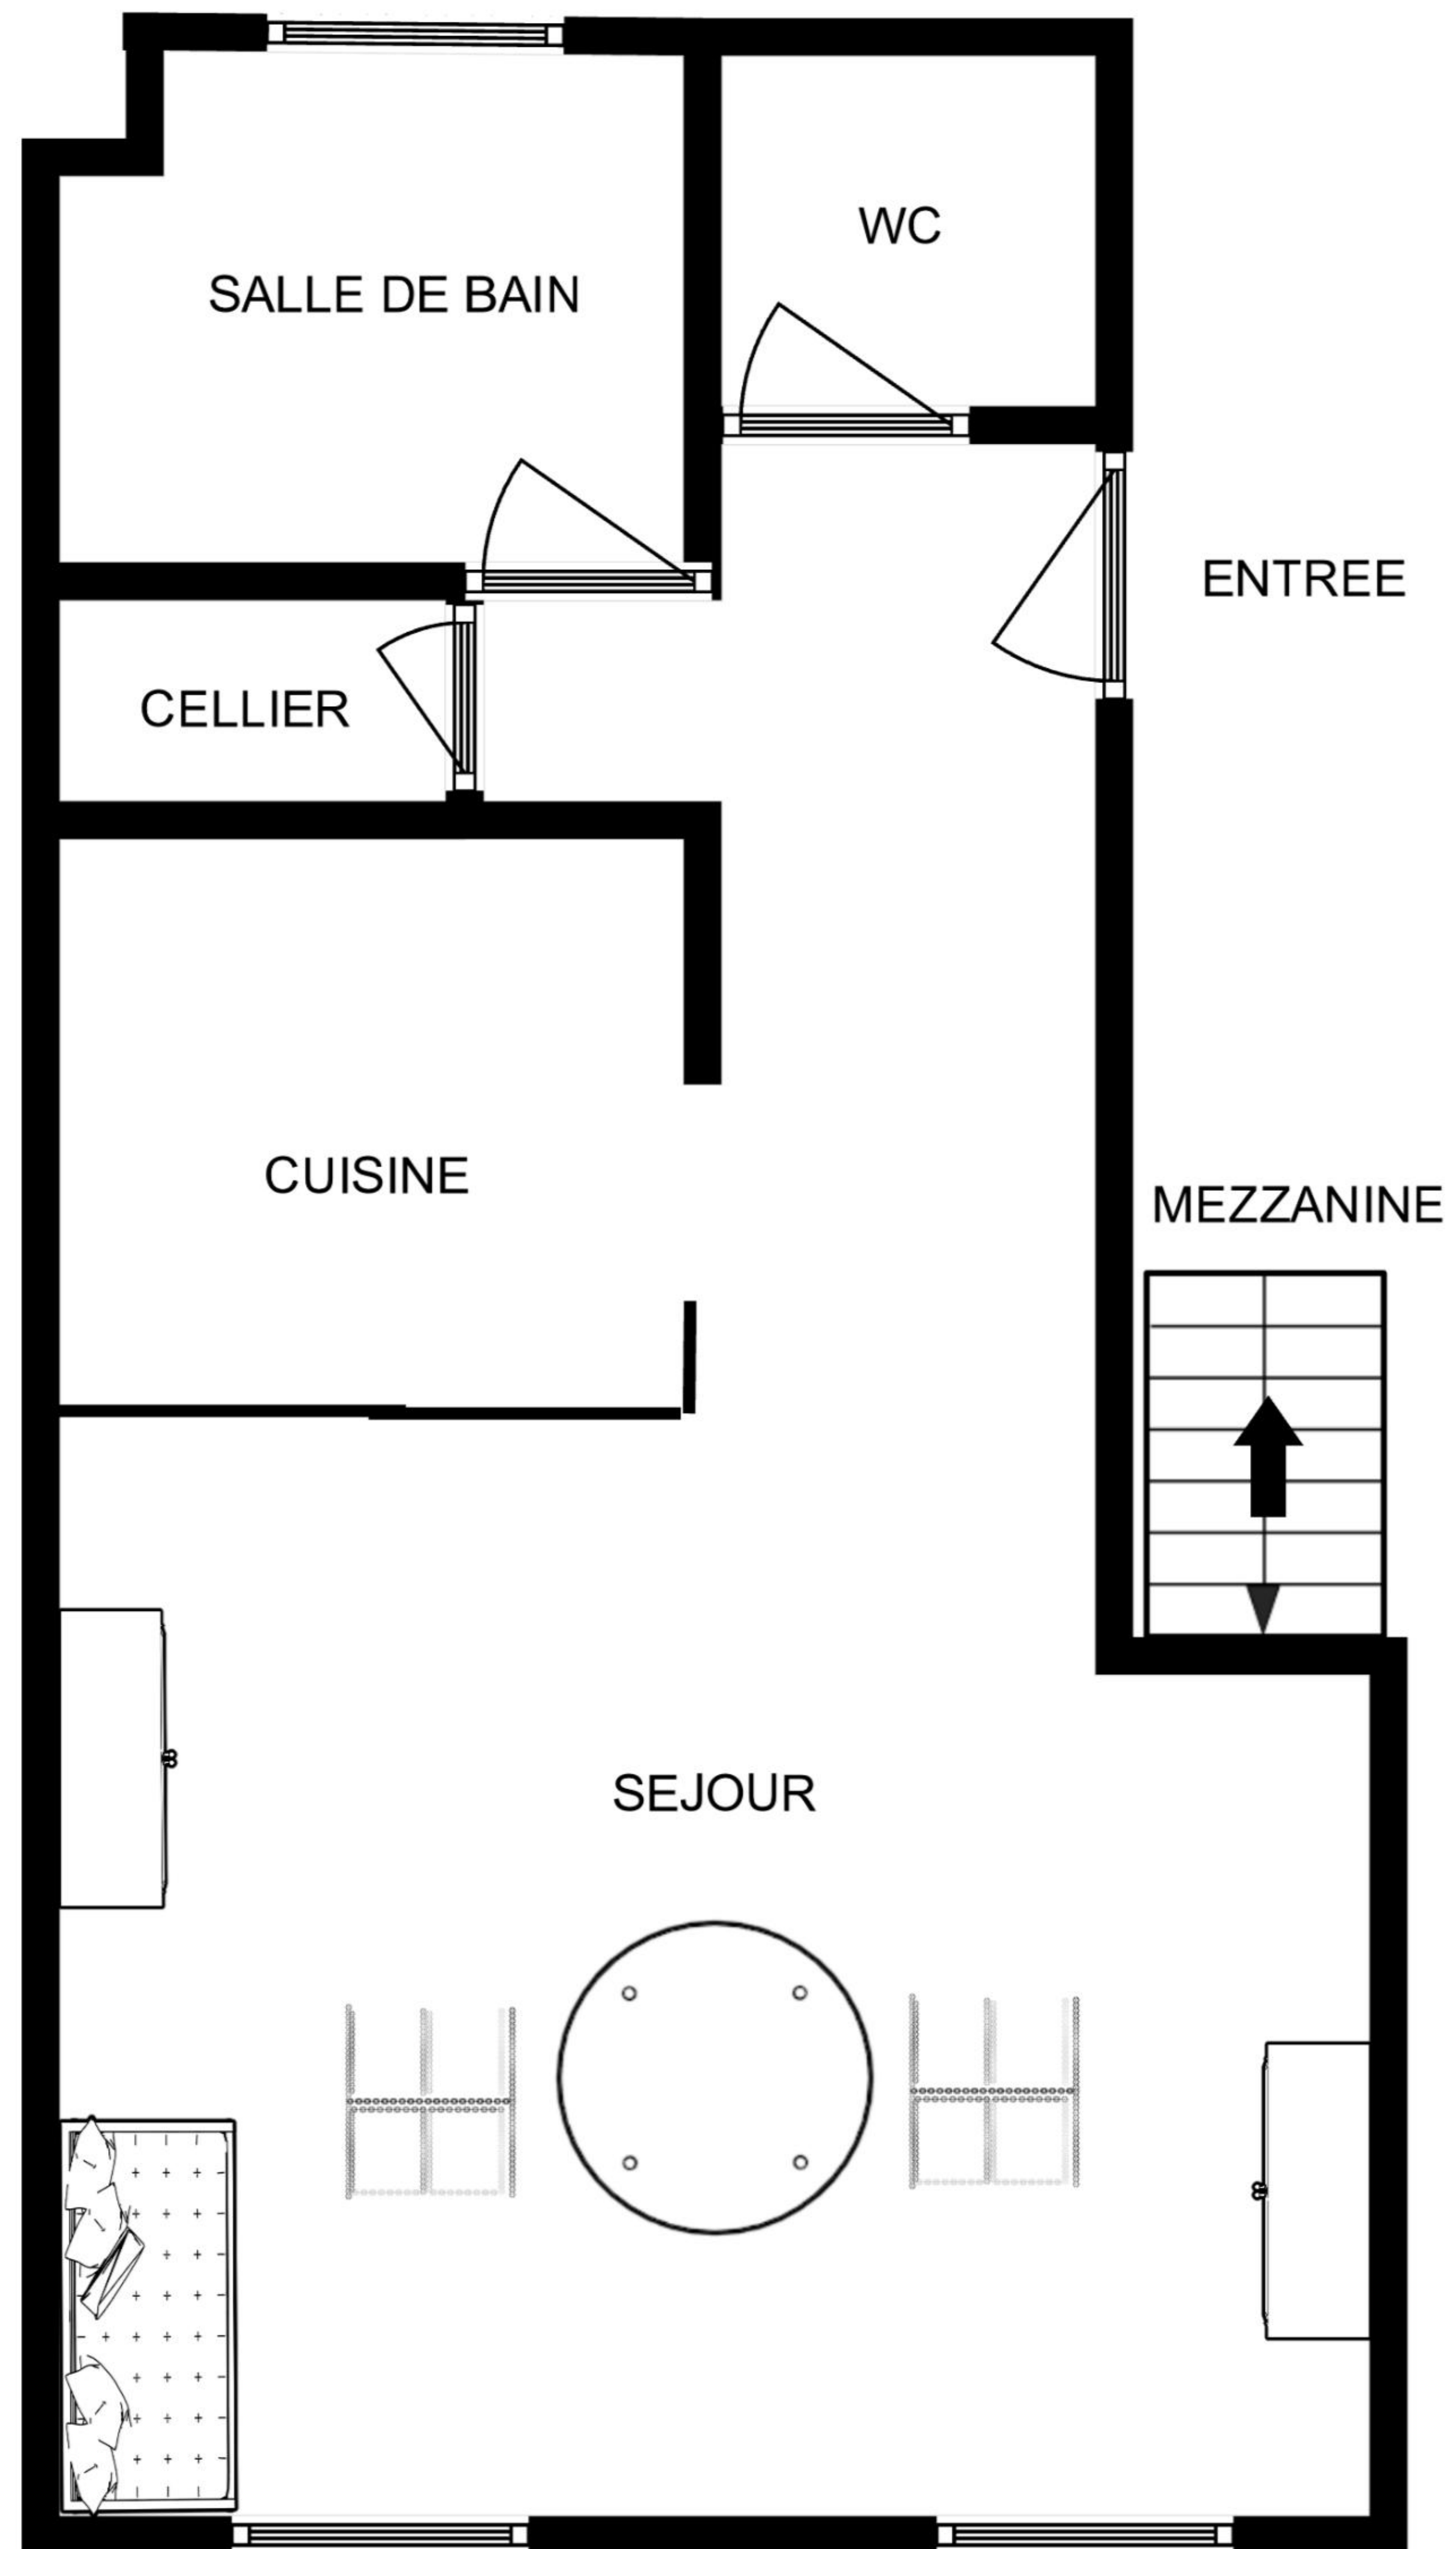 WC
SALLE DE BAIN
ENTREE
CELLIER
CUISINE
MEZZANINE
SEJOUR